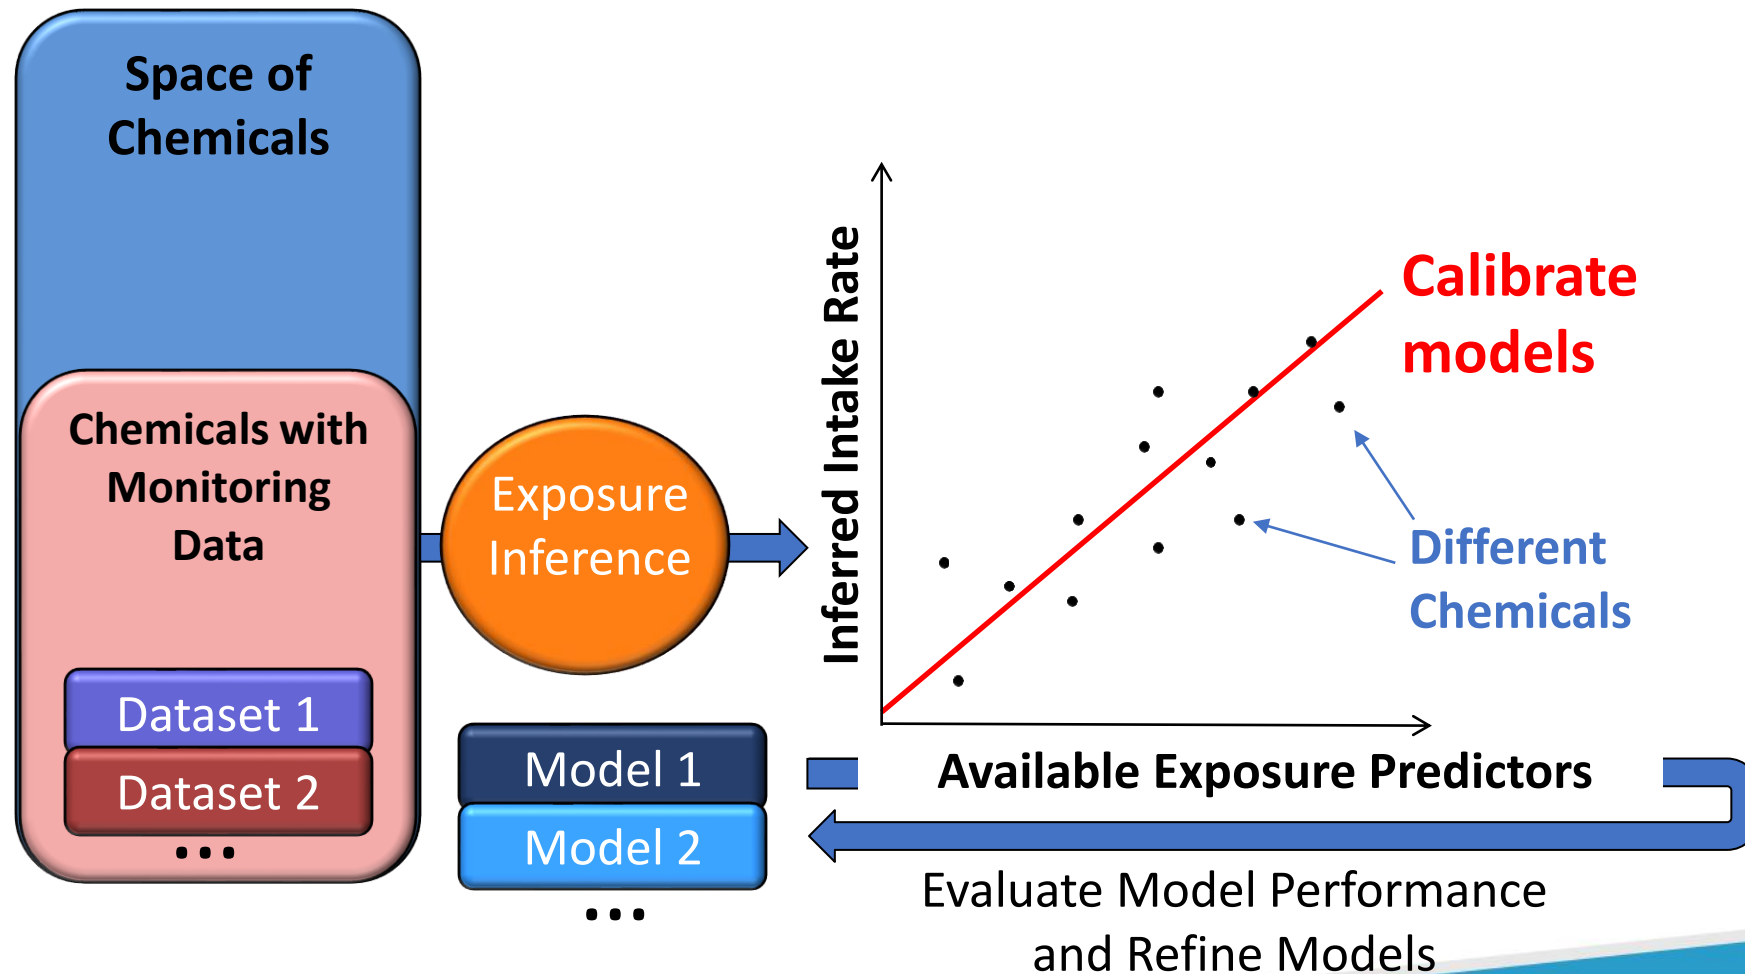 Space of
Chemicals
Chemicals with
Monitoring
Data
Dataset 1
Dataset 2
...
Exposure
Inference
Model 1
Model 2
...
Inferred Intake Rate
Calibrate
models
Different
Chemicals
Available Exposure Predictors
Evaluate Model Performance
and Refine Models